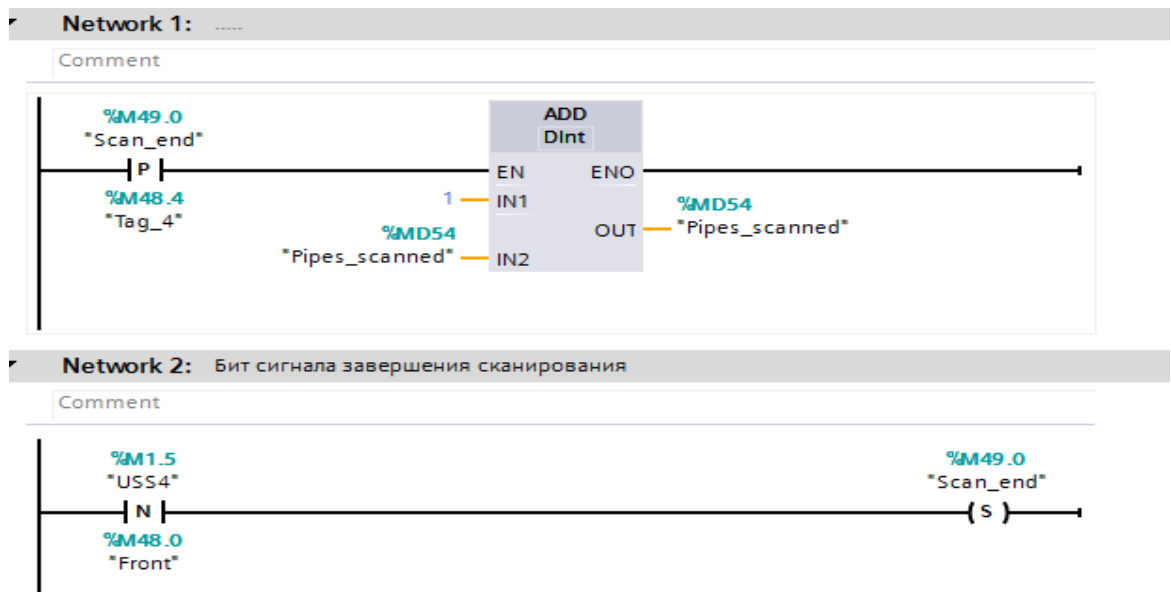 Network 1: .....
Comment
%M49.0
"Scan_end"
P
%M48.4
"Tag_4"
ADD
DInt
EN ENO
1 IN1
%MD54
"Pipes_scanned" IN2
OUT
%MD54
"Pipes_scanned"
Network 2: Бит сигнала завершения сканирования
Comment
%M1.5
"USS4"
N
%M48.0
"Front"
%M49.0
"Scan_end"
S